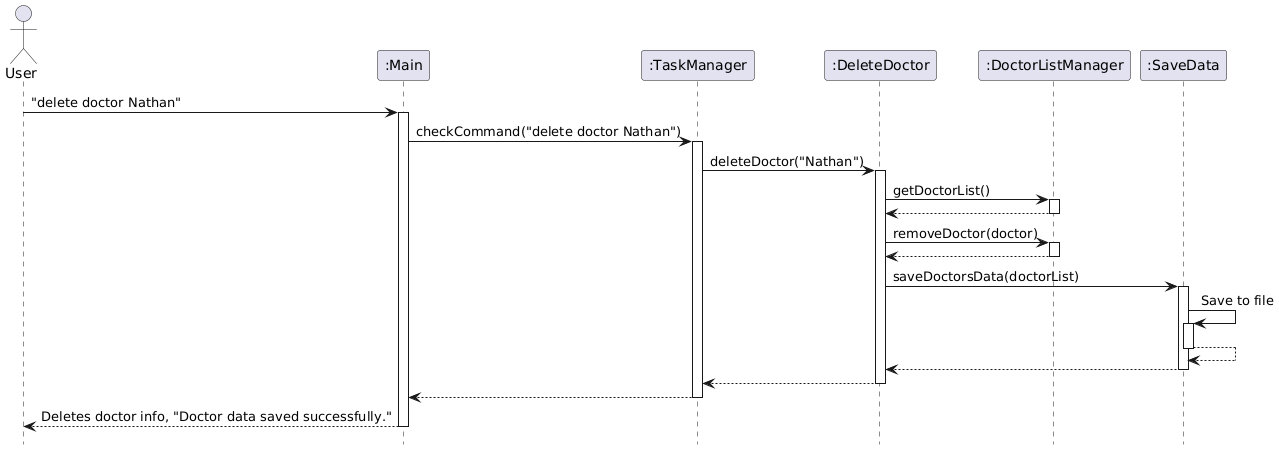 User
:Main
:TaskManager
:DeleteDoctor
:DoctorListManager
:SaveData
"delete doctor Nathan"
checkCommand("delete doctor Nathan")
deleteDoctor("Nathan")
getDoctorList()
removeDoctor(doctor)
saveDoctorsData(doctorList)
Save to file
Deletes doctor info, "Doctor data saved successfully."